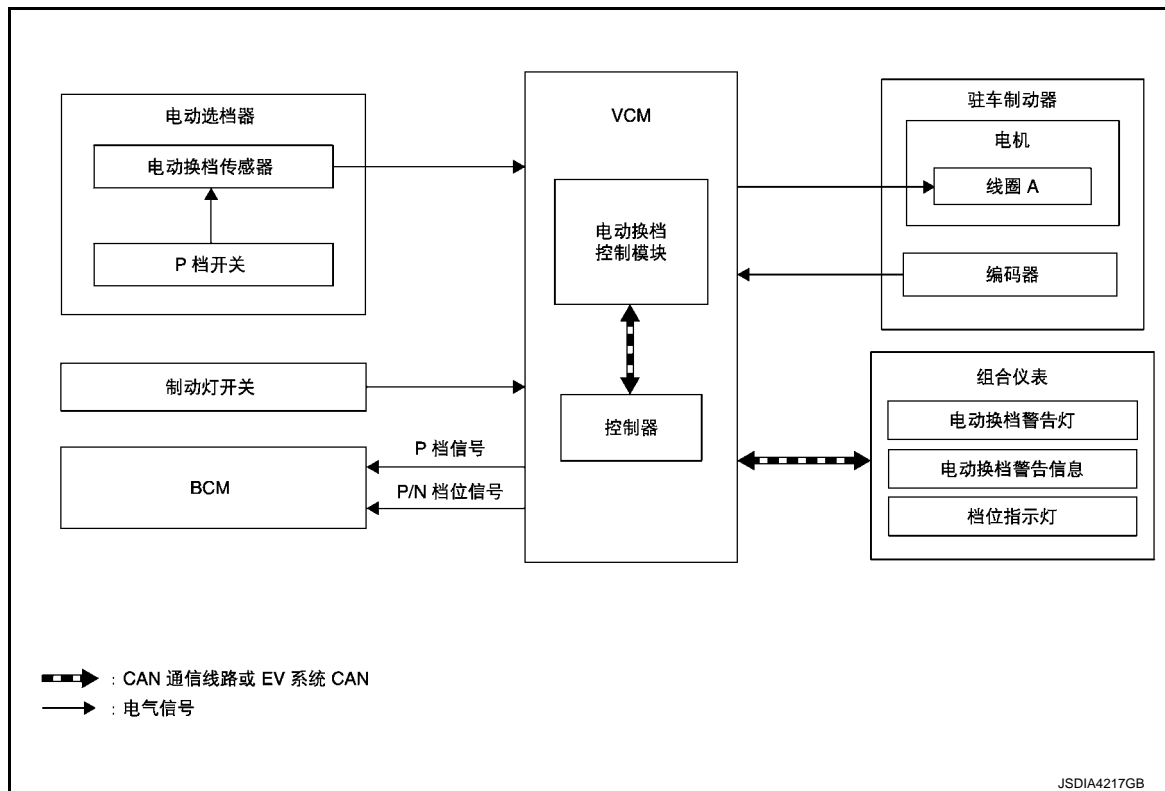 电动选档器
电动换档传感器
P 档开关
制动灯开关
BCM
P 档信号
P/N 档位信号
VCM
电动换档
控制模块
控制器
驻车制动器
电机
线圈 A
编码器
组合仪表
电动换档警告灯
电动换档警告信息
档位指示灯
: CAN 通信线路或 EV 系统 CAN
: 电气信号
JSDIA4217GB